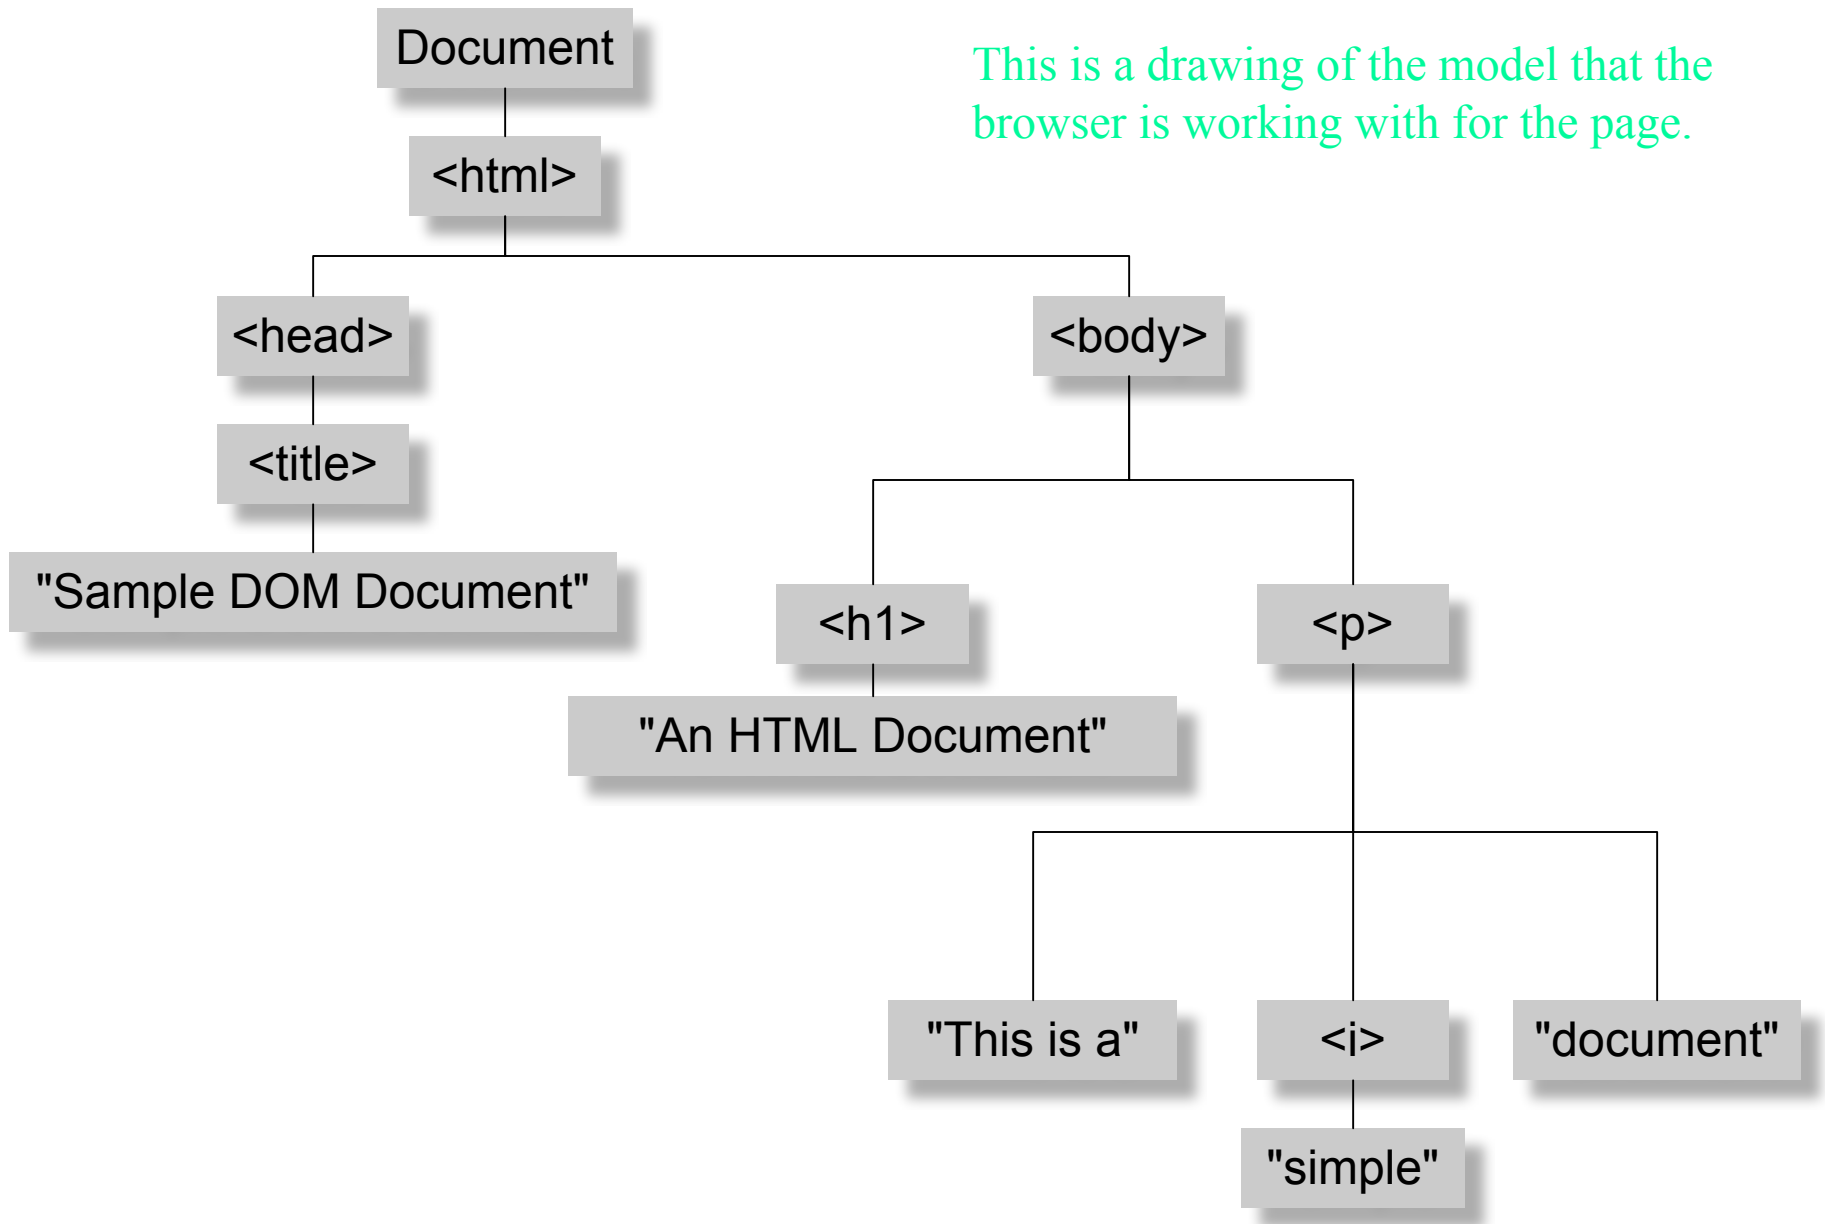 Document
This is a drawing of the model that the
browser is working with for the page.
<html>
<head>
<body>
<title>
"Sample DOM Document"
<h1>
<p>
"An HTML Document"
"This is a"
<i>
"document"
"simple"